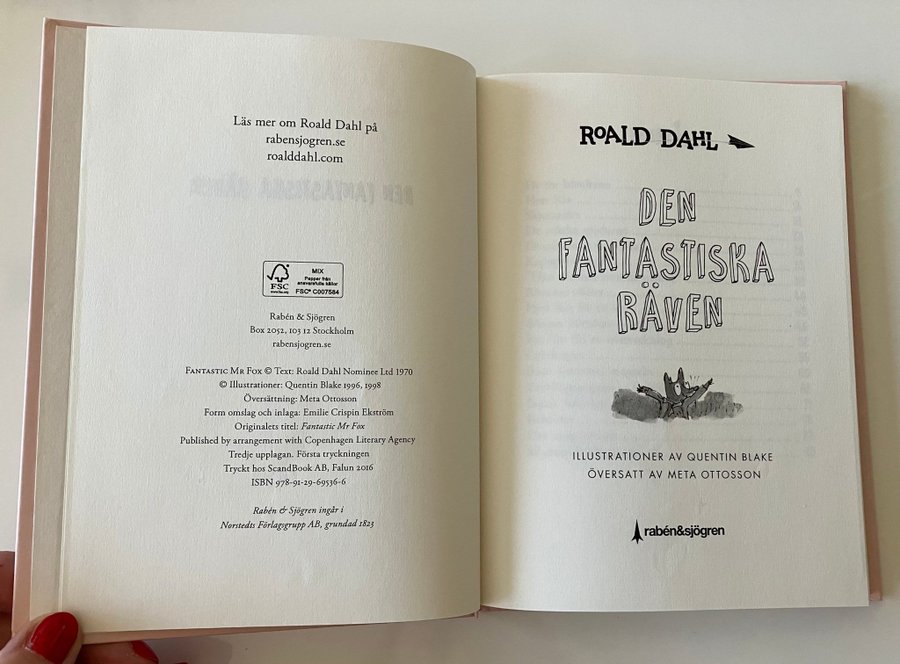 Läs mer om Roald Dahl på
rabensjogren.se
roalddahl.com
FSC
www.fsc.org
MIX
Papper från
ansvarsfulla källor
FSC® C007584
Rabén & Sjögren
Box 2052, 103 12 Stockholm
rabensjogren.se
Fantastic Mr Fox © Text: Roald Dahl Nominee Ltd 1970
© Illustrationer: Quentin Blake 1996, 1998
Översättning: Meta Ottosson
Form omslag och inlaga: Emilie Crispin Ekström
Originalets titel: Fantastic Mr Fox
Published by arrangement with Copenhagen Literary Agency
Tredje upplagan. Första tryckningen
Tryckt hos ScandBook AB, Falun 2016
ISBN 978-91-29-69536-6
Rabén & Sjögren ingår i
Norstedts Förlagsgrupp AB, grundad 1823
ROALD DAHL
DEN
FANTASTISKA
RÄVEN
ILLUSTRATIONER AV QUENTIN BLAKE
ÖVERSATT AV META OTTOSSON
rabén&sjögren